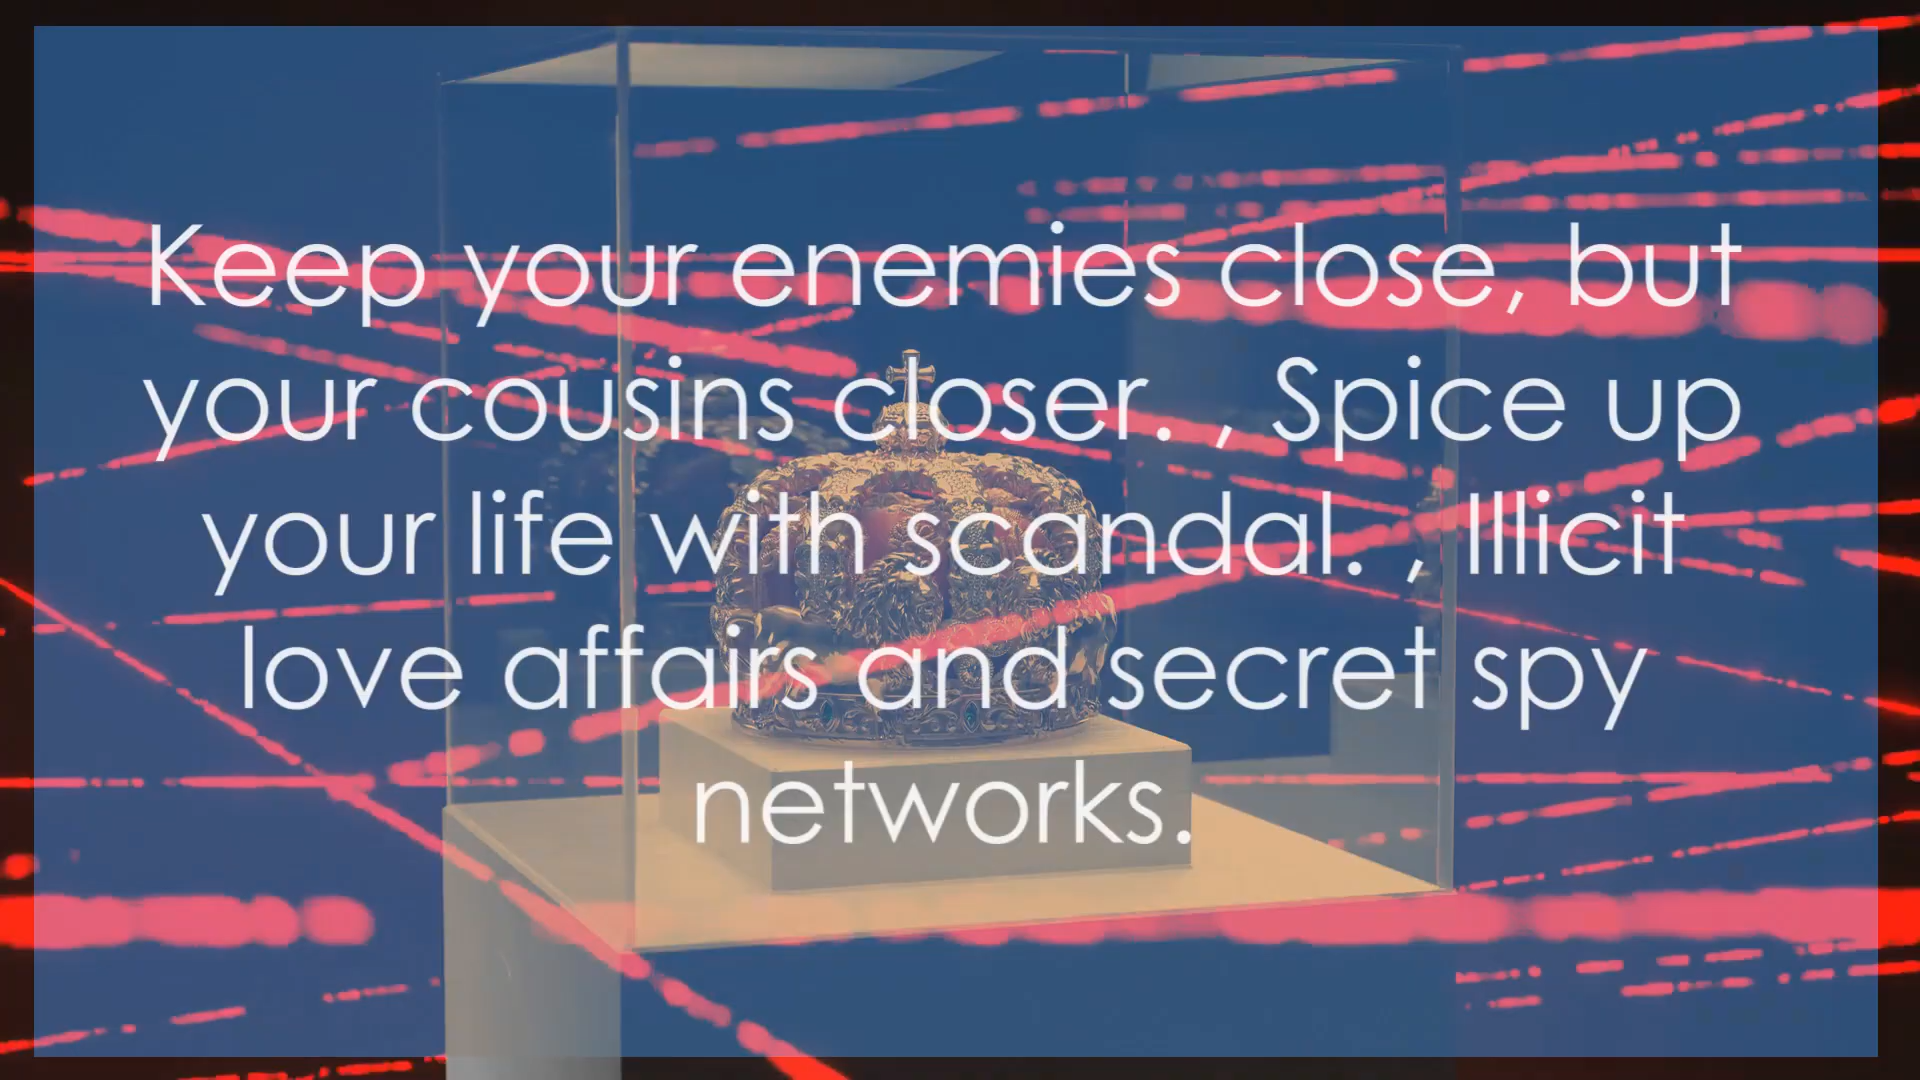 Keep your enemies close, but
your cousins closer. , Spice up
your life with scandal. , Illicit
love affairs and secret spy
networks.